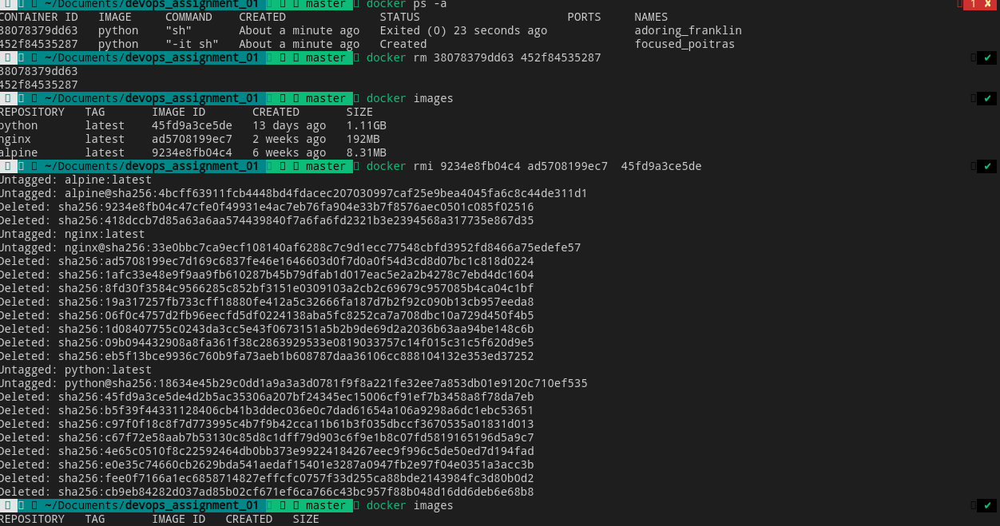 ~/Documents/devops_assignment_01 master docker ps -a 1 ✘
CONTAINER ID IMAGE COMMAND CREATED STATUS PORTS NAMES
38078379dd63 python "sh" About a minute ago Exited (0) 23 seconds ago adoring_franklin
452f84535287 python "-it sh" About a minute ago Created focused_poitras
~/Documents/devops_assignment_01 master docker rm 38078379dd63 452f84535287 ✔
38078379dd63
452f84535287
~/Documents/devops_assignment_01 master docker images ✔
REPOSITORY TAG IMAGE ID CREATED SIZE
python latest 45fd9a3ce5de 13 days ago 1.11GB
nginx latest ad5708199ec7 2 weeks ago 192MB
alpine latest 9234e8fb04c4 6 weeks ago 8.31MB
~/Documents/devops_assignment_01 master docker rmi 9234e8fb04c4 ad5708199ec7 45fd9a3ce5de ✔
Untagged: alpine:latest
Untagged: alpine@sha256:4bcff63911fcb4448bd4fdacec207030997caf25e9bea4045fa6c8c44de311d1
Deleted: sha256:9234e8fb04c47cfe0f49931e4ac7eb76fa904e33b7f8576aec0501c085f02516
Deleted: sha256:418dccb7d85a63a6aa574439840f7a6fa6fd2321b3e2394568a317735e867d35
Untagged: nginx:latest
Untagged: nginx@sha256:33e0bbc7ca9ecf108140af6288c7c9d1ecc77548cbfd3952fd8466a75edefe57
Deleted: sha256:ad5708199ec7d169c6837fe46e1646603d0f7d0a0f54d3cd8d07bc1c818d0224
Deleted: sha256:1afc33e48e9f9aa9fb610287b45b79dfab1d017eac5e2a2b4278c7ebd4dc1604
Deleted: sha256:8fd30f3584c9566285c852bf3151e0309103a2cb2c69679c957085b4ca04c1bf
Deleted: sha256:19a317257fb733cff18880fe412a5c32666fa187d7b2f92c090b13cb957eeda8
Deleted: sha256:06f0c4757d2fb96eecfd5df0224138aba5fc8252ca7a708dbc10a729d450f4b5
Deleted: sha256:1d08407755c0243da3cc5e43f0673151a5b2b9de69d2a2036b63aa94be148c6b
Deleted: sha256:09b094432908a8fa361f38c2863929533e0819033757c14f015c31c5f620d9e5
Deleted: sha256:eb5f13bce9936c760b9fa73aeb1b608787daa36106cc888104132e353ed37252
Untagged: python:latest
Untagged: python@sha256:18634e45b29c0dd1a9a3a3d0781f9f8a221fe32ee7a853db01e9120c710ef535
Deleted: sha256:45fd9a3ce5de4d2b5ac35306a207bf24345ec15006cf91ef7b3458a8f78da7eb
Deleted: sha256:b5f39f44331128406cb41b3ddec036e0c7dad61654a106a9298a6dc1ebc53651
Deleted: sha256:c97f0f18c8f7d773995c4b7f9b42cca11b61b3f035dbccf3670535a01831d013
Deleted: sha256:c67f72e58aab7b53130c85d8c1dff79d903c6f9e1b8c07fd5819165196d5a9c7
Deleted: sha256:4e65c0510f8c22592464db0bb373e99224184267eec9f996c5de50ed7d194fad
Deleted: sha256:e0e35c74660cb2629bda541aedaf15401e3287a0947fb2e97f04e0351a3acc3b
Deleted: sha256:fee0f7166a1ec6858714827effcfc0757f33d255ca88bde2143984fc3d80b0d2
Deleted: sha256:cb9eb84282d037ad85b02cf671ef6ca766c43bc957f88b048d16dd6deb6e68b8
~/Documents/devops_assignment_01 master docker images ✔
REPOSITORY TAG IMAGE ID CREATED SIZE